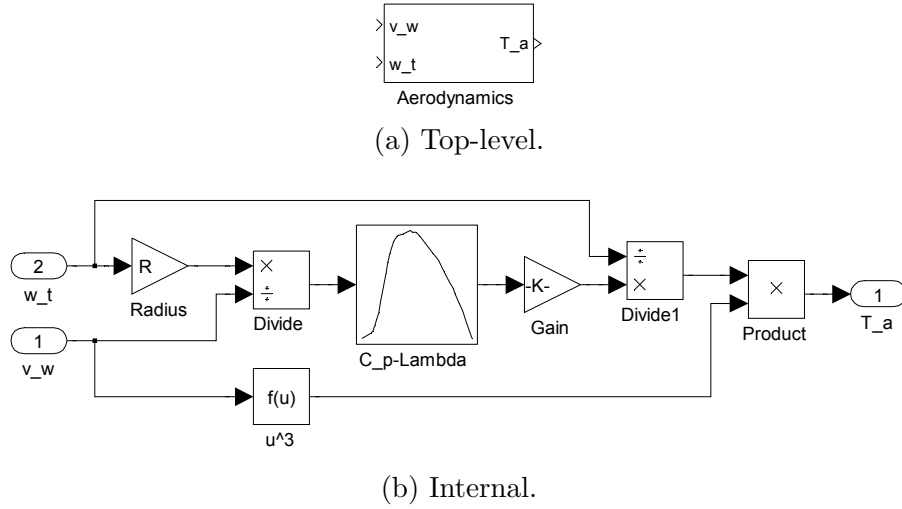 v_w
T_a
w_t
Aerodynamics
(a) Top-level.
2
w_t
R
Radius
×
÷
Divide
C_p-Lambda
-K-
Gain
÷
×
Divide1
×
Product
1
T_a
1
v_w
f(u)
u^3
(b) Internal.